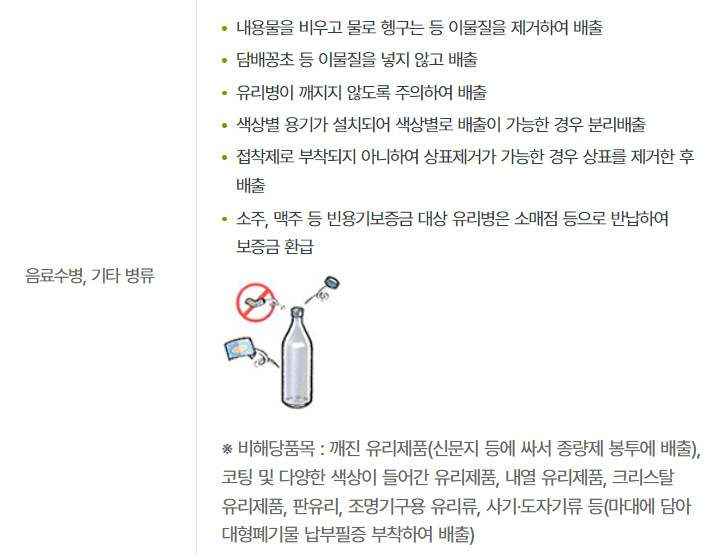 내용물을 비우고 물로 헹구는 등 이물질을 제거하여 배출
담배꽁초 등 이물질을 넣지 않고 배출
유리병이 깨지지 않도록 주의하여 배출
색상별 용기가 설치되어 색상별로 배출이 가능한 경우 분리배출
접착제로 부착되지 아니하여 상표제거가 가능한 경우 상표를 제거한 후
배출
소주, 맥주 등 빈용기보증금 대상 유리병은 소매점 등으로 반납하여
보증금 환급
음료수병, 기타 병류
※ 비해당품목 : 깨진 유리제품(신문지 등에 싸서 종량제 봉투에 배출),
코팅 및 다양한 색상이 들어간 유리제품, 내열 유리제품, 크리스탈
유리제품, 판유리, 조명기구용 유리류, 사기·도자기류 등(마대에 담아
대형폐기물 납부필증 부착하여 배출)